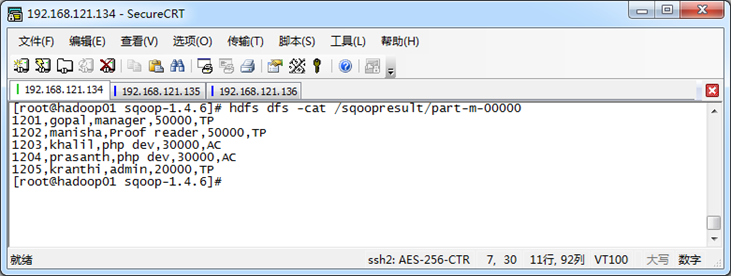 192.168.121.134 - SecureCRT
文件(F) 编辑(E) 查看(V) 选项(O) 传输(T) 脚本(S) 工具(L) 帮助(H)
192.168.121.134 192.168.121.135 192.168.121.136
[root@hadoop01 sqoop-1.4.6]# hdfs dfs -cat /sqoopresult/part-m-00000
1201,gopal,manager,50000,TP
1202,manisha,Proof reader,50000,TP
1203,khalil,php dev,30000,AC
1204,prasanth,php dev,30000,AC
1205,kranthi,admin,20000,TP
[root@hadoop01 sqoop-1.4.6]#
就绪 ssh2: AES-256-CTR 7, 30 11行, 92列 VT100 大写 数字